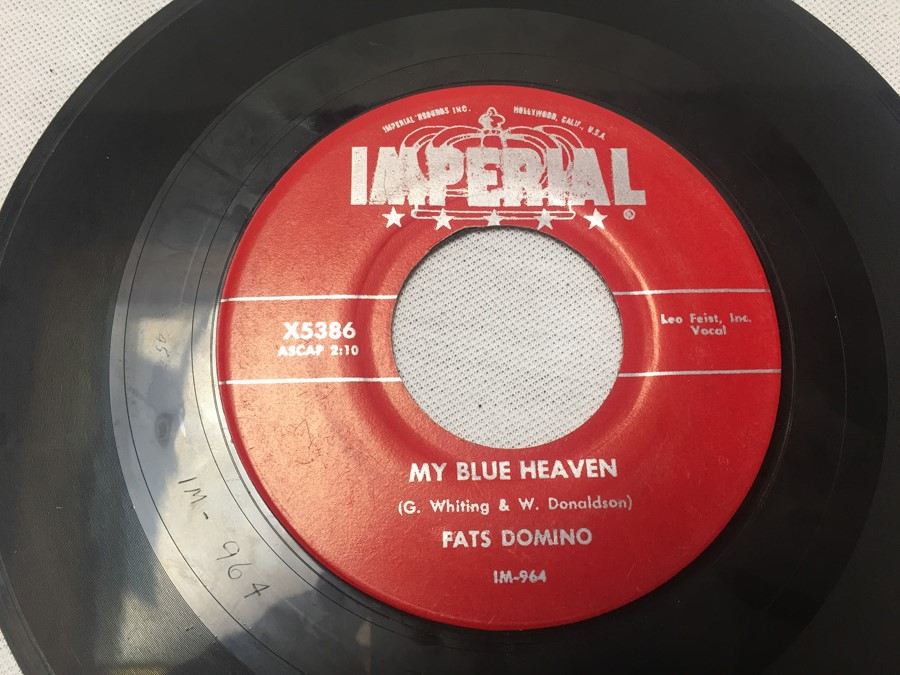 IMPERIAL RECORDS INC. HOLLYWOOD, CALIF., U.S.A.
IMPERIAL
®
X5386
ASCAP 2:10
Leo Feist, Inc.
Vocal
MY BLUE HEAVEN
(G. Whiting & W. Donaldson)
FATS DOMINO
IM-964
IM-964